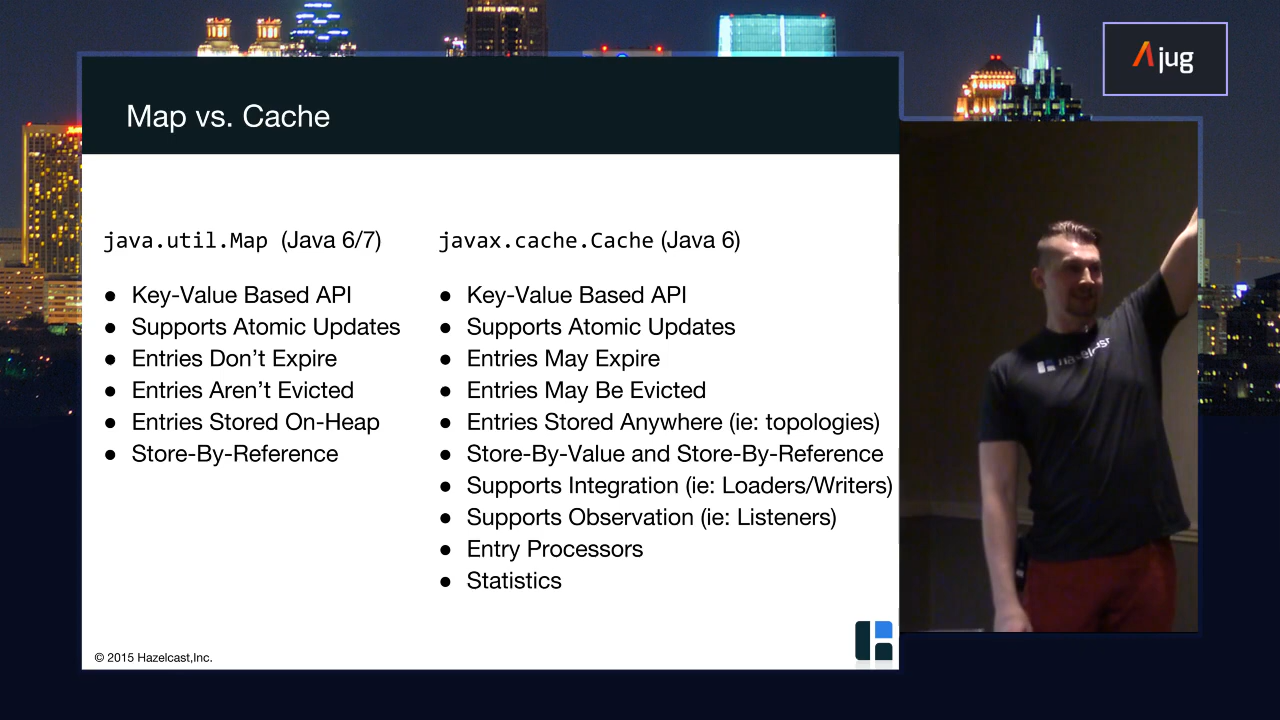 Ajug
Map vs. Cache
java.util.Map (Java 6/7)
● Key-Value Based API
● Supports Atomic Updates
● Entries Don’t Expire
● Entries Aren’t Evicted
● Entries Stored On-Heap
● Store-By-Reference
javax.cache.Cache (Java 6)
● Key-Value Based API
● Supports Atomic Updates
● Entries May Expire
● Entries May Be Evicted
● Entries Stored Anywhere (ie: topologies)
● Store-By-Value and Store-By-Reference
● Supports Integration (ie: Loaders/Writers)
● Supports Observation (ie: Listeners)
● Entry Processors
● Statistics
© 2015 Hazelcast,Inc.
hazelcast